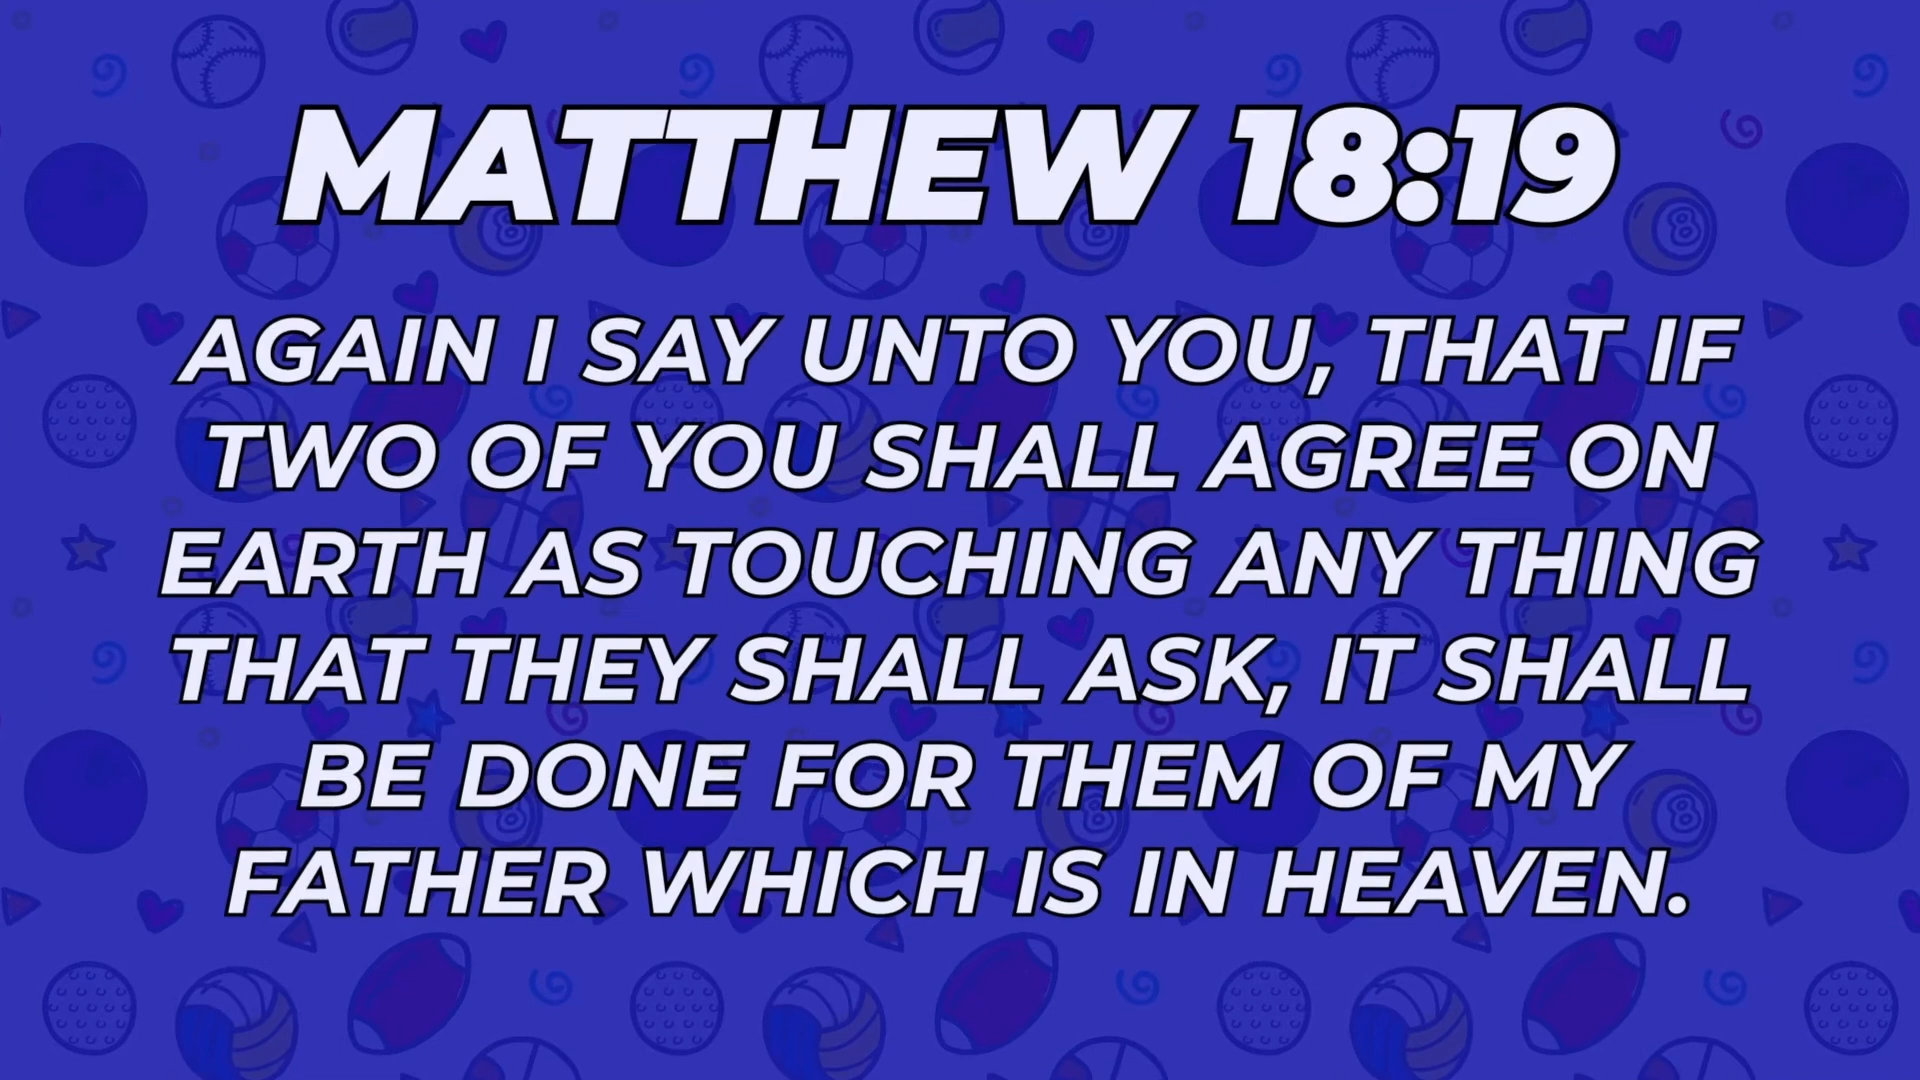 MATTHEW 18:19
AGAIN I SAY UNTO YOU, THAT IF
TWO OF YOU SHALL AGREE ON
EARTH AS TOUCHING ANY THING
THAT THEY SHALL ASK, IT SHALL
BE DONE FOR THEM OF MY
FATHER WHICH IS IN HEAVEN.